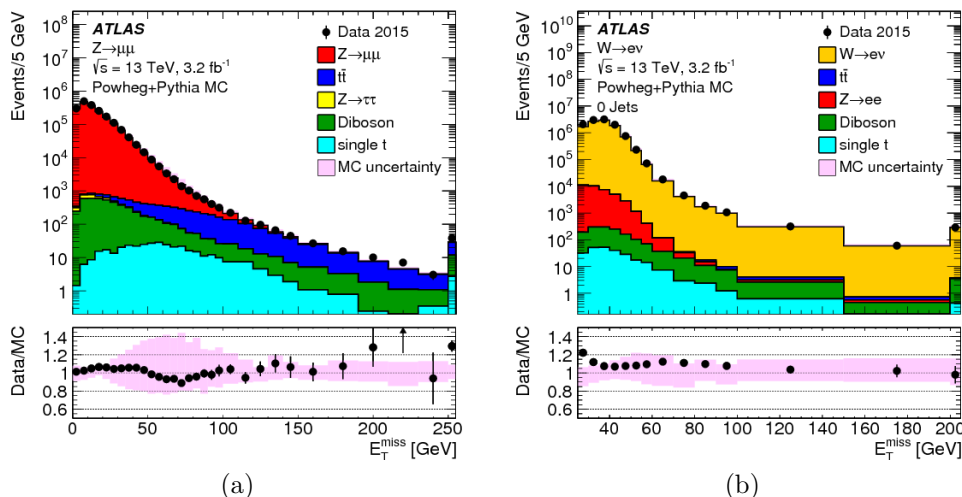 ATLAS
Z→μμ
√s = 13 TeV, 3.2 fb⁻¹
Powheg+Pythia MC
Data 2015
Z→μμ
tt̄
Z→ττ
Diboson
single t
MC uncertainty
Events/5 GeV
10⁸
10⁷
10⁶
10⁵
10⁴
10³
10²
10
1
Data/MC
1.4
1.2
1
0.8
0.6
0 50 100 150 200 250
E_T^miss [GeV]
(a)
ATLAS
W→eν
√s = 13 TeV, 3.2 fb⁻¹
Powheg+Pythia MC
0 Jets
Data 2015
W→eν
tt̄
Z→ee
Diboson
single t
MC uncertainty
Events/5 GeV
10¹⁰
10⁹
10⁸
10⁷
10⁶
10⁵
10⁴
10³
10²
10
1
Data/MC
1.4
1.2
1
0.8
0.6
40 60 80 100 120 140 160 180 200
E_T^miss [GeV]
(b)